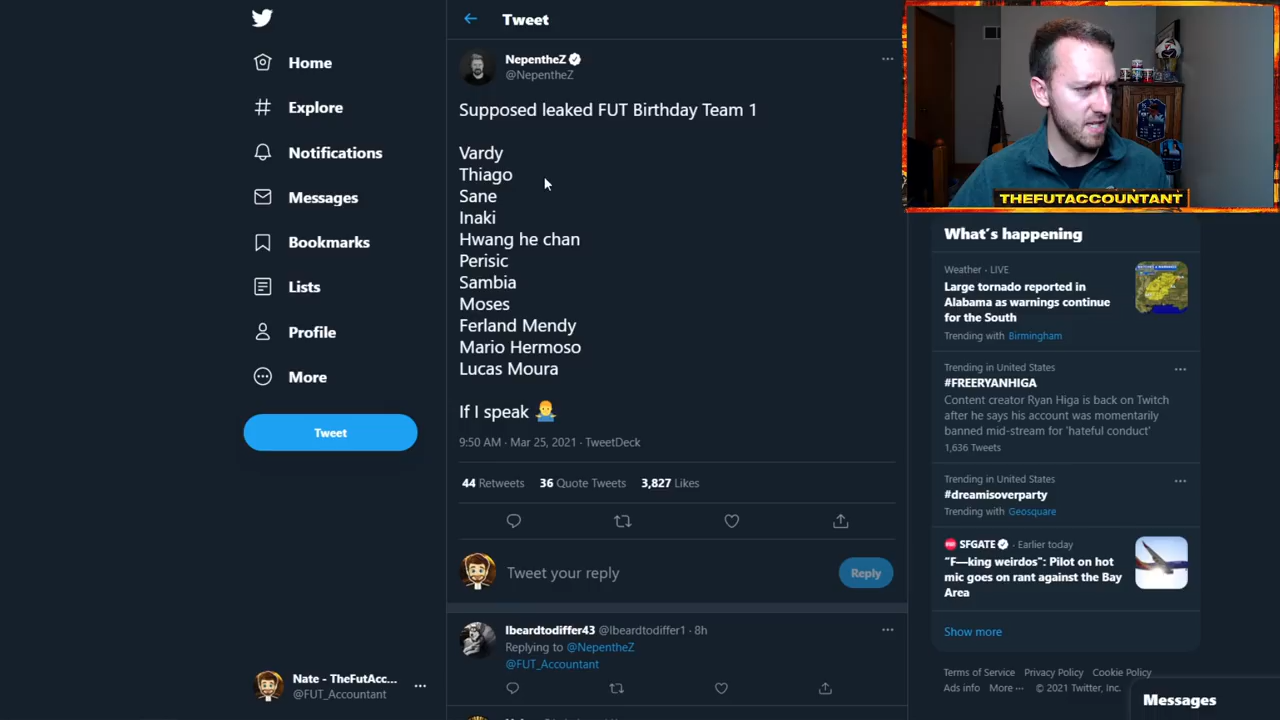 Home
Explore
Notifications
Messages
Bookmarks
Lists
Profile
More
Tweet
Nate - TheFutAcc...
@FUT_Accountant
Tweet
NepentheZ
@NepentheZ
Supposed leaked FUT Birthday Team 1
Vardy
Thiago
Sane
Inaki
Hwang he chan
Perisic
Sambia
Moses
Ferland Mendy
Mario Hermoso
Lucas Moura
If I speak 🤷‍♂️
9:50 AM · Mar 25, 2021 · TweetDeck
44 Retweets 36 Quote Tweets 3,827 Likes
Tweet your reply
Reply
Ibeardtodiffer43 @Ibeardtodiffer1 · 8h
Replying to @NepentheZ
@FUT_Accountant
THEFUTACCOUNTANT
What's happening
Weather · LIVE
Large tornado reported in
Alabama as warnings continue
for the South
Trending with Birmingham
Trending in United States
#FREERYANHIGA
Content creator Ryan Higa is back on Twitch
after he says his account was momentarily
banned mid-stream for 'hateful conduct'
1,636 Tweets
Trending in United States
#dreamisoverparty
Trending with Geosquare
SFGATE · Earlier today
"F—king weirdos": Pilot on hot
mic goes on rant against the Bay
Area
Show more
Terms of Service Privacy Policy Cookie Policy
Ads info More ··· © 2021 Twitter, Inc.
Messages